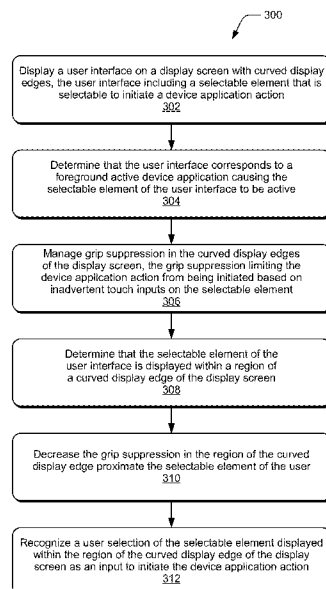 300
Display a user interface on a display screen with curved display
edges, the user interface including a selectable element that is
selectable to initiate a device application action
302
Determine that the user interface corresponds to a
foreground active device application causing the
selectable element of the user interface to be active
304
Manage grip suppression in the curved display edges
of the display screen, the grip suppression limiting the
device application action from being initiated based on
inadvertent touch inputs on the selectable element
306
Determine that the selectable element of the
user interface is displayed within a region of
a curved display edge of the display screen
308
Decrease the grip suppression in the region of the curved
display edge proximate the selectable element of the user
310
Recognize a user selection of the selectable element displayed
within the region of the curved display edge of the display
screen as an input to initiate the device application action
312